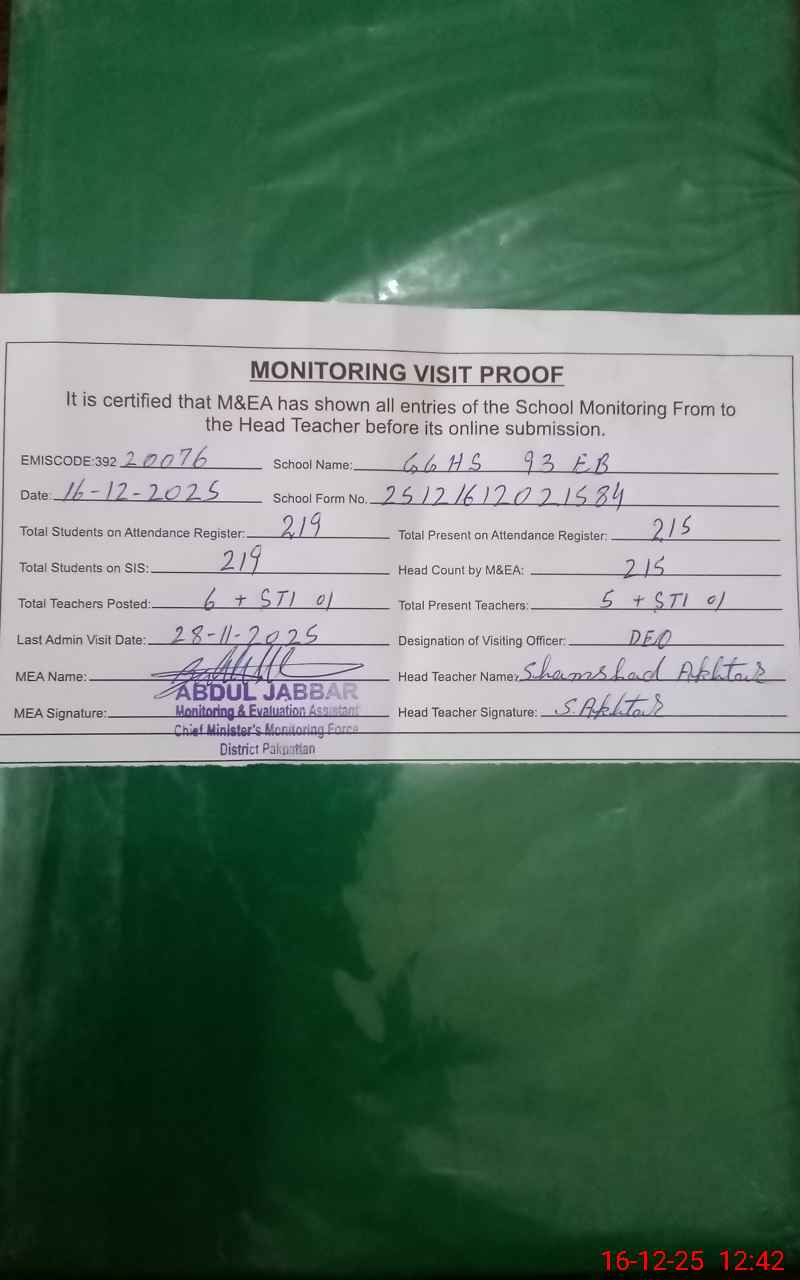 MONITORING VISIT PROOF
It is certified that M&EA has shown all entries of the School Monitoring From to
the Head Teacher before its online submission.
EMISCODE:392 20076 School Name: GGHS 93 EB
Date: 16-12-2025 School Form No. 25121612021584
Total Students on Attendance Register: 219 Total Present on Attendance Register: 215
Total Students on SIS: 219 Head Count by M&EA: 215
Total Teachers Posted: 6 + STI 01 Total Present Teachers: 5 + STI 01
Last Admin Visit Date: 28-11-2025 Designation of Visiting Officer: DEO
MEA Name: Head Teacher Name: Shamshad Akhtar
ABDUL JABBAR
MEA Signature: Monitoring & Evaluation Assistant Head Teacher Signature: S.Akhtar
Chief Minister's Monitoring Force
District Pakpattan
16-12-25 12:42